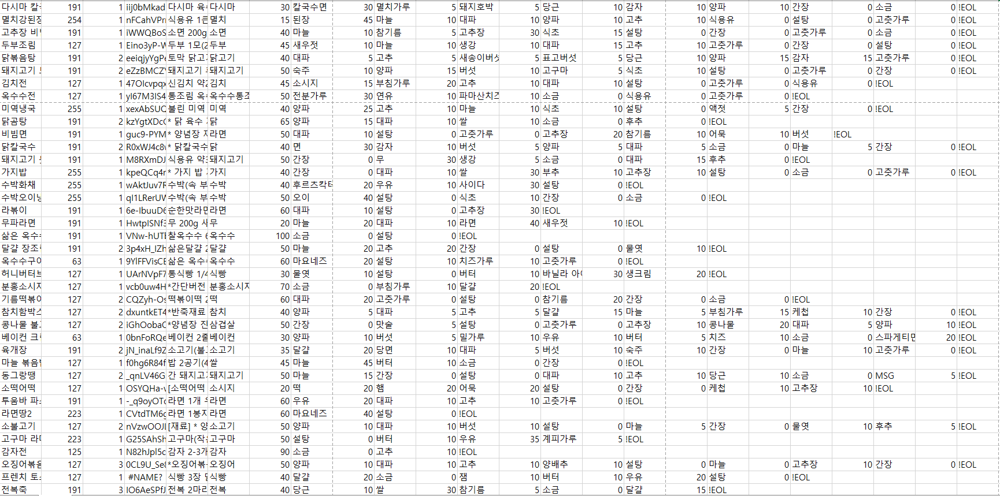 다시마 칼 191 1 iij0bMkad 다시마 육 다시마 30 칼국수면 30 멸치가루 5 돼지호박 5 당근 10 감자 10 양파 10 간장 0 소금 0 !EOL
멸치강된장 254 1 nFCahVPr 식용유 1큰 멸치 15 된장 45 마늘 10 대파 10 양파 10 고추 10 식용유 0 설탕 0 고춧가루 0 !EOL
고추장 비 191 1 iWWQBoS 소면 200g 소면 40 마늘 10 참기름 5 고추장 30 식초 15 설탕 0 간장 0 고춧가루 0 소금 0 !EOL
두부조림 127 1 Eino3yP-W 두부 1모(2 두부 45 새우젓 10 마늘 10 생강 10 대파 15 고추 10 고춧가루 0 간장 0 설탕 0 !EOL
닭볶음탕 191 2 eeiqjyYgPe 토막 닭고 닭고기 40 대파 5 고추 5 새송이버섯 5 표고버섯 5 당근 10 양파 15 감자 15 고춧가루 0 !EOL
돼지고기 191 2 eZzBMCZY 돼지고기 돼지고기 50 숙주 10 양파 15 버섯 10 고구마 5 식초 10 설탕 0 고춧가루 0 간장 0 !EOL
김치전 127 1 47OIcvpqx 신김치 약2 김치 45 소시지 15 부침가루 20 고추 10 대파 10 설탕 0 고춧가루 0 식용유 0 !EOL
옥수수전 127 1 yI67M3IS4 통조림 옥 옥수수통조 50 전분가루 30 연유 10 파마산치즈 10 소금 0 식용유 0 고춧가루 0 !EOL
미역냉국 255 1 xexAbSUC 불린 미역 미역 40 양파 25 고추 10 마늘 10 식초 10 설탕 0 액젓 5 간장 0 !EOL
닭곰탕 191 2 kzYgtXDc * 닭 육수 닭 65 양파 15 대파 10 쌀 10 소금 0 후추 0 !EOL
비빔면 191 1 guc9-PYM * 양념장 라면 50 대파 10 설탕 0 고춧가루 0 고추장 20 참기름 10 어묵 10 버섯 !EOL
닭칼국수 191 2 R0xWJ4c8 * 닭칼국수 닭 40 면 30 감자 10 버섯 5 양파 5 대파 5 소금 0 마늘 5 간장 0 !EOL
돼지고기 191 1 M8RXmDJ 식용유 약3 돼지고기 50 간장 0 무 30 생강 5 소금 0 대파 15 후추 0 !EOL
가지밥 255 1 kpeQCq4r * 가지 밥 가지 40 간장 0 대파 10 쌀 30 부추 10 고추장 10 설탕 0 소금 0 고춧가루 0 !EOL
수박화채 255 1 wAktJuv7F 수박(속 부 수박 40 후르츠칵테 20 우유 10 사이다 30 설탕 0 !EOL
수박오이냉 255 1 qI1LRerUW 수박(속 부 수박 50 오이 40 설탕 0 식초 10 간장 0 소금 0 !EOL
라볶이 191 1 6e-IbuuD6 순한맛라면 라면 60 대파 10 설탕 0 고추장 30 !EOL
무파라면 191 1 HwtpISNf3 무 200g 새 무 20 마늘 20 대파 10 라면 40 새우젓 10 !EOL
삶은 옥수수 191 1 VNw-hUTl 찰옥수수 6 옥수수 100 소금 0 설탕 0 !EOL
달걀 장조림 191 2 3p4xH_IZh 삶은달걀 2 달걀 50 마늘 20 고추 20 간장 0 설탕 0 물엿 10 !EOL
옥수수구이 63 1 9YlFFVisCE 삶은 옥수수 옥수수 60 마요네즈 20 설탕 10 치즈가루 10 고춧가루 0 !EOL
허니버터브 127 1 UArNVpF7 통식빵 1/4 식빵 30 물엿 10 설탕 0 버터 10 바닐라 아이 30 생크림 20 !EOL
분홍소시지 127 1 vcb0uw4H *간단버전 분홍소시지 70 소금 0 부침가루 10 달걀 20 !EOL
기름떡볶이 127 2 CQZyh-Os 떡볶이떡 2 떡 60 대파 20 고춧가루 0 설탕 0 참기름 20 간장 0 소금 0 !EOL
참치함박스 127 2 dxuntkET4 *반죽재료 참치 40 양파 5 대파 5 고추 5 달걀 15 마늘 5 부침가루 15 케첩 10 간장 0 !EOL
콩나물 불고 127 2 iGhOobaC *양념장 진 삼겹살 50 간장 0 맛술 5 설탕 0 고춧가루 0 고추장 10 콩나물 20 대파 5 양파 10 !EOL
베이컨 크림 63 1 0bnFoRQe 베이컨 2줄 베이컨 30 양파 10 버섯 5 밀가루 10 우유 10 버터 5 치즈 10 소금 0 스파게티면 20 !EOL
육개장 191 2 jN_inaLf9Z 소고기(불 소고기 35 달걀 20 당면 10 대파 5 버섯 10 숙주 10 간장 0 마늘 10 고춧가루 0 !EOL
마늘 볶음밥 127 1 f0hg6R84f 밥 2공기(4 쌀 45 마늘 45 버터 10 소금 0 간장 0 !EOL
동그랑땡 127 2 _qnLV46G 간 돼지고 돼지고기 50 마늘 15 간장 0 설탕 0 대파 10 고추 10 당근 10 소금 0 MSG 5 !EOL
소떡어떡 127 1 OSYQHa-v [소떡어떡 소시지 20 떡 20 햄 20 어묵 20 설탕 0 간장 0 케첩 10 고추장 10 !EOL
투움바 파스 191 1 -_q9oyOTc 라면 1개 우 라면 60 우유 20 대파 10 고추 10 고춧가루 0 !EOL
라면땅2 223 1 CVtdTM6g 라면 1봉지 라면 60 마요네즈 40 설탕 0 !EOL
소불고기 127 2 nVzwOOJl [재료] * 양 소고기 50 양파 10 대파 10 버섯 10 설탕 0 마늘 5 간장 0 물엿 10 후추 5 !EOL
고구마 라 223 1 G25SAhSh 고구마(작 고구마 50 설탕 0 버터 10 우유 35 계피가루 5 !EOL
감자전 125 1 N82hJpl5c 감자 2-3개 감자 90 소금 0 고추 10 !EOL
오징어볶음 127 3 0CL9U_Se8 *오징어볶 오징어 50 양파 10 대파 10 고추 10 양배추 10 설탕 0 마늘 0 고추장 10 간장 0 !EOL
프렌치 토스 127 1 #NAME? 식빵 3장 달 식빵 40 달걀 20 소금 0 잼 10 버터 10 우유 20 설탕 0 !EOL
전복죽 191 3 IO6AeSPfJ 전복 2마리 전복 40 당근 10 쌀 30 참기름 5 소금 0 달걀 15 !EOL